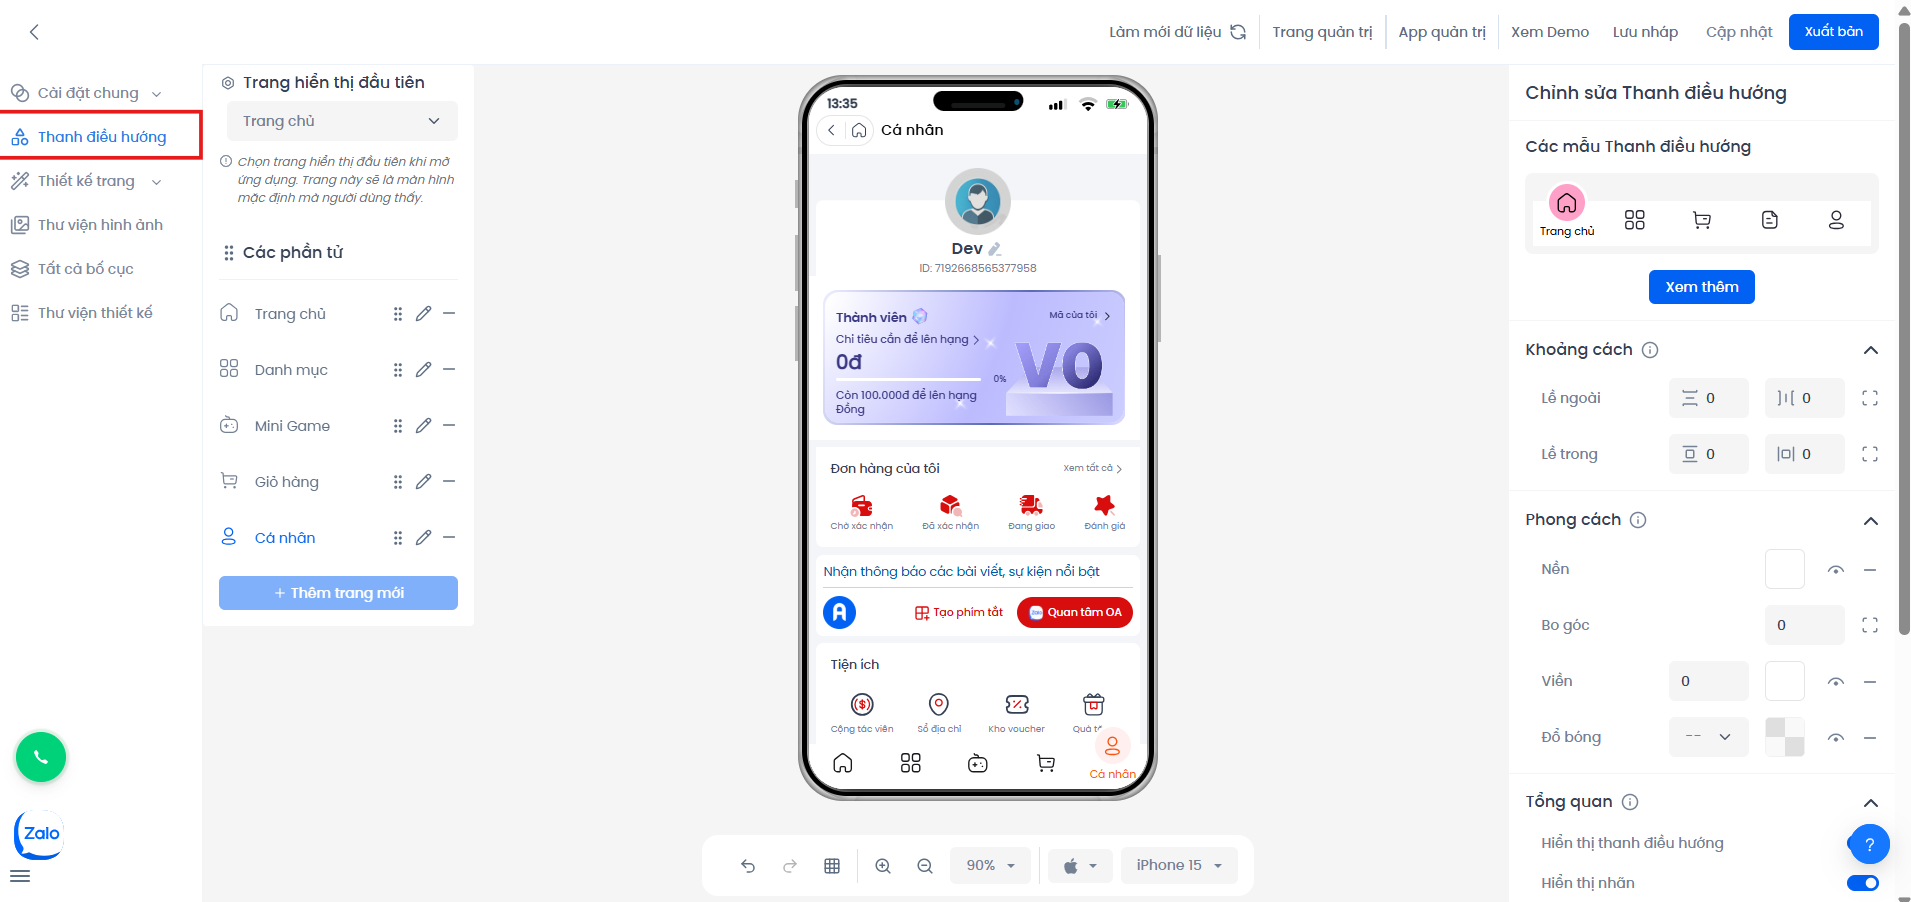 Làm mới dữ liệu
Trang quản trị
App quản trị
Xem Demo
Lưu nháp
Cập nhật
Xuất bản
Cài đặt chung
Thanh điều hướng
Thiết kế trang
Thư viện hình ảnh
Tất cả bố cục
Thư viện thiết kế
Zalo
Trang hiển thị đầu tiên
Trang chủ
Chọn trang hiển thị đầu tiên khi mở
ứng dụng. Trang này sẽ là màn hình
mặc định mà người dùng thấy.
Các phần tử
Trang chủ
Danh mục
Mini Game
Giỏ hàng
Cá nhân
+ Thêm trang mới
13:35
Cá nhân
Dev
ID: 7192668565377958
Thành viên
Mã của tôi
Chi tiêu cần để lên hạng
0đ
0%
Còn 100.000đ để lên hạng
Đồng
V0
Đơn hàng của tôi
Xem tất cả
Chờ xác nhận
Đã xác nhận
Đang giao
Đánh giá
Nhận thông báo các bài viết, sự kiện nổi bật
Tạo phím tắt
Quan tâm OA
Tiện ích
Cộng tác viên
Sổ địa chỉ
Kho voucher
Cá nhân
90%
iPhone 15
Chỉnh sửa Thanh điều hướng
Các mẫu Thanh điều hướng
Trang chủ
Xem thêm
Khoảng cách
Lề ngoài
0
0
Lề trong
0
0
Phong cách
Nền
Bo góc
0
Viền
0
Đổ bóng
--
Tổng quan
Hiển thị thanh điều hướng
?
Hiển thị nhãn